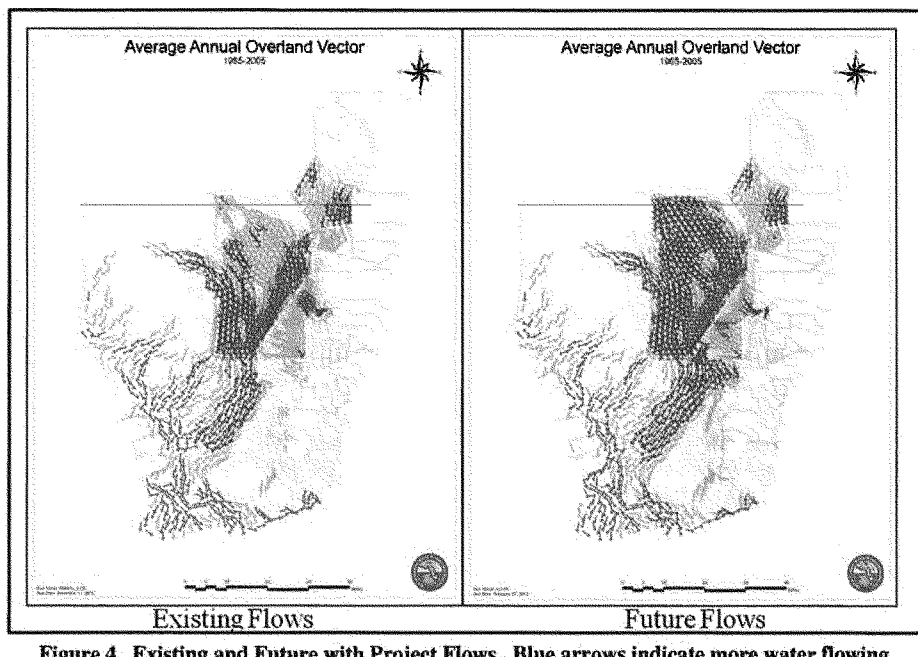 Average Annual Overland Vector
1965-2005
Average Annual Overland Vector
1965-2005
Existing Flows
Future Flows
Figure 4. Existing and Future with Project Flows. Blue arrows indicate more water flowing